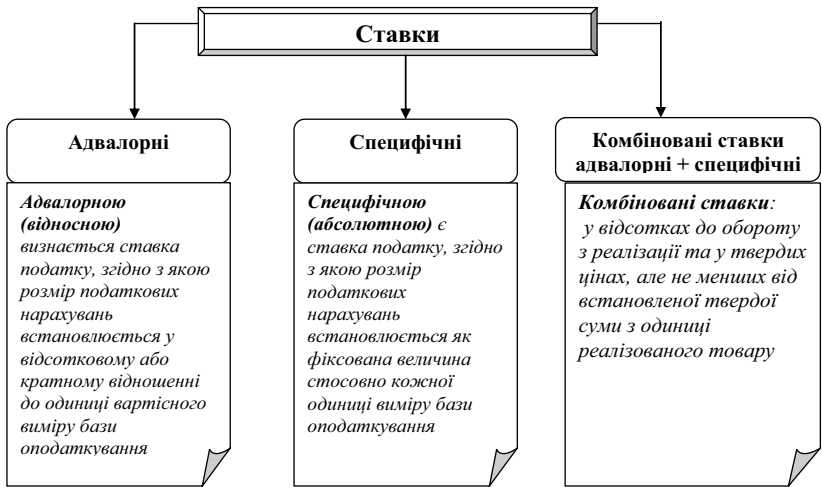 Ставки
Адвалорні
Адвалорною
(відносною)
визнається ставка
податку, згідно з якою
розмір податкових
нарахувань
встановлюється у
відсотковому або
кратному відношенні
до одиниці вартісного
виміру бази
оподаткування
Специфічні
Специфічною
(абсолютною) є
ставка податку, згідно
з якою розмір
податкових
нарахувань
встановлюється як
фіксована величина
стосовно кожної
одиниці виміру бази
оподаткування
Комбіновані ставки
адвалорні + специфічні
Комбіновані ставки:
у відсотках до обороту
з реалізації та у твердих
цінах, але не менших від
встановленої твердої
суми з одиниці
реалізованого товару